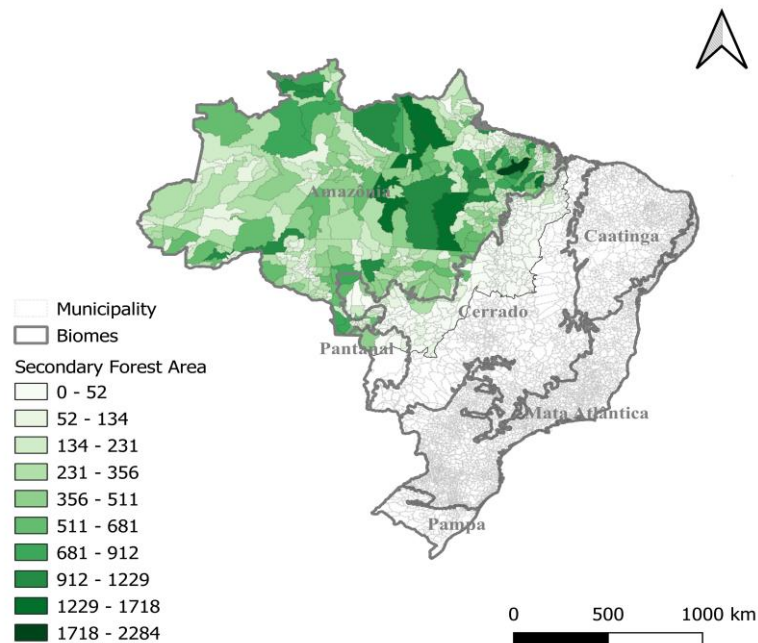 Amazônia
Caatinga
Cerrado
Pantanal
Mata Atlântica
Pampa
Municipality
Biomes
Secondary Forest Area
0 - 52
52 - 134
134 - 231
231 - 356
356 - 511
511 - 681
681 - 912
912 - 1229
1229 - 1718
1718 - 2284
0 500 1000 km